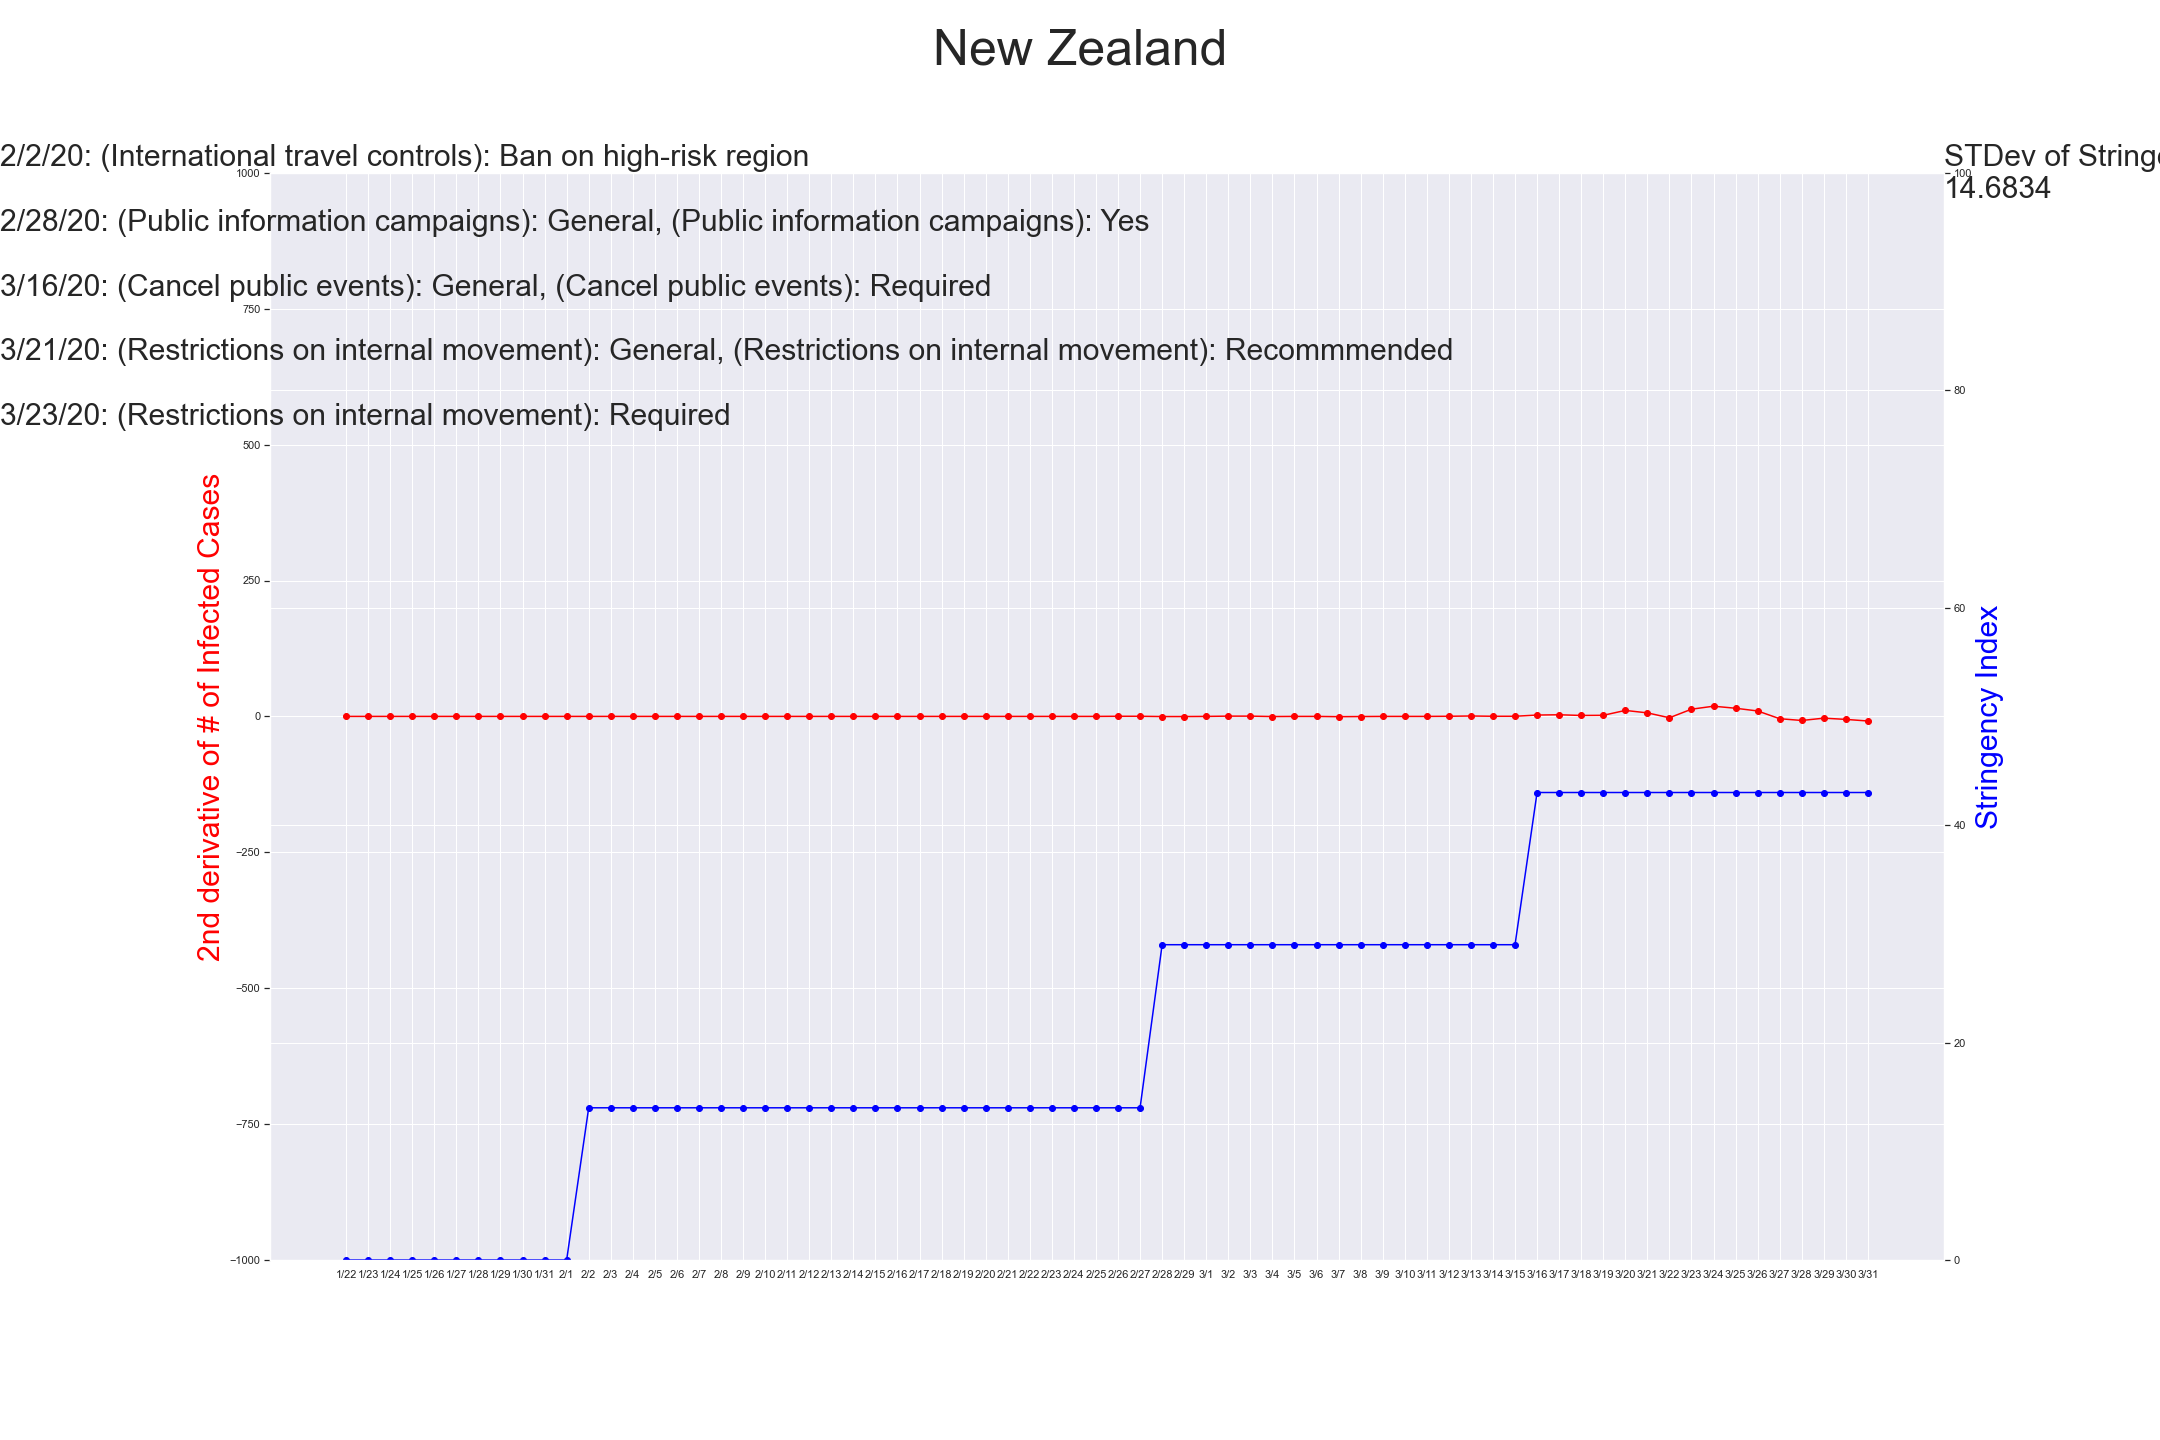 New Zealand
2/2/20: (International travel controls): Ban on high-risk region
STDev of
14.6834
2/28/20: (Public information campaigns): General, (Public information campaigns): Yes
3/16/20: (Cancel public events): General, (Cancel public events): Required
3/21/20: (Restrictions on internal movement): General, (Restrictions on internal movement): Recommmended
3/23/20: (Restrictions on internal movement): Required
2nd derivative of # of Infected Cases
1000
750
500
250
0
−250
−500
−750
−1000
100
80
60
40
20
0
Stringency Index
1/22 1/23 1/24 1/25 1/26 1/27 1/28 1/29 1/30 1/31 2/1 2/2 2/3 2/4 2/5 2/6 2/7 2/8 2/9 2/10 2/11 2/12 2/13 2/14 2/15 2/16 2/17 2/18 2/19 2/20 2/21 2/22 2/23 2/24 2/25 2/26 2/27 2/28 2/29 3/1 3/2 3/3 3/4 3/5 3/6 3/7 3/8 3/9 3/10 3/11 3/12 3/13 3/14 3/15 3/16 3/17 3/18 3/19 3/20 3/21 3/22 3/23 3/24 3/25 3/26 3/27 3/28 3/29 3/30 3/31